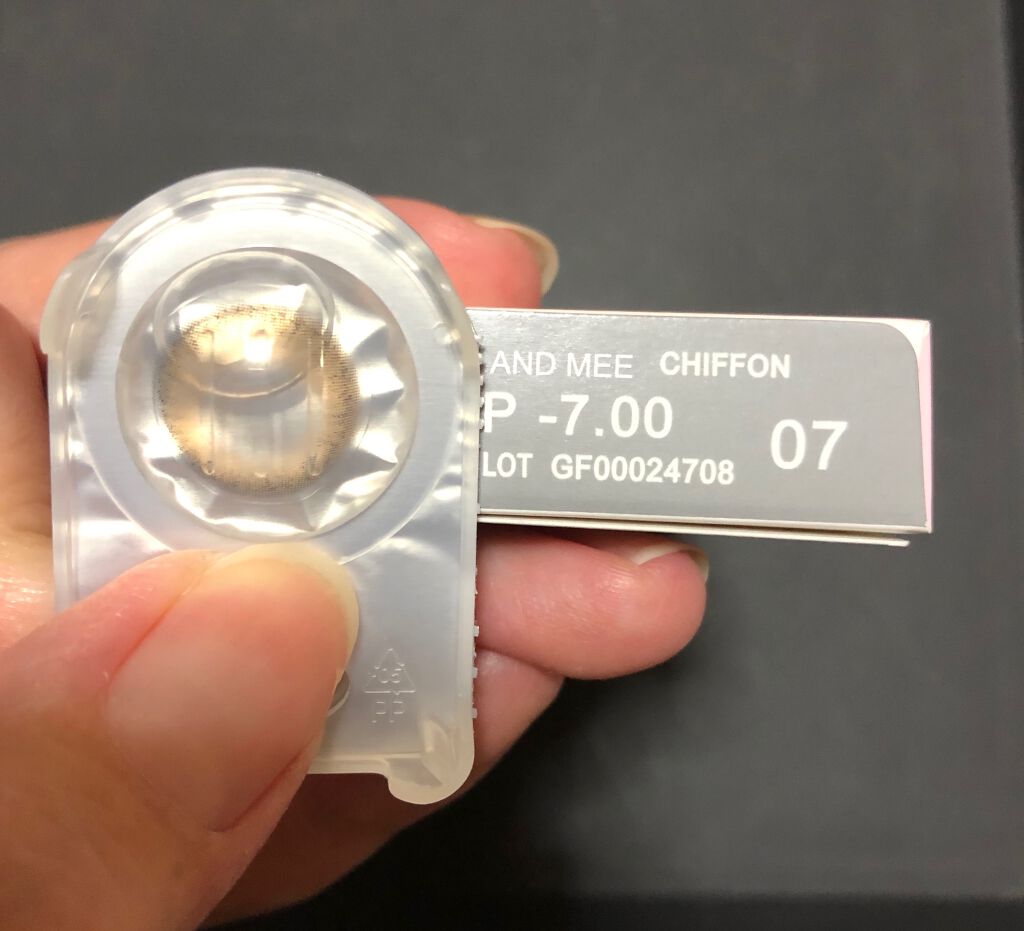 AND MEE CHIFFON
P -7.00
07
LOT GF00024708
05
PP